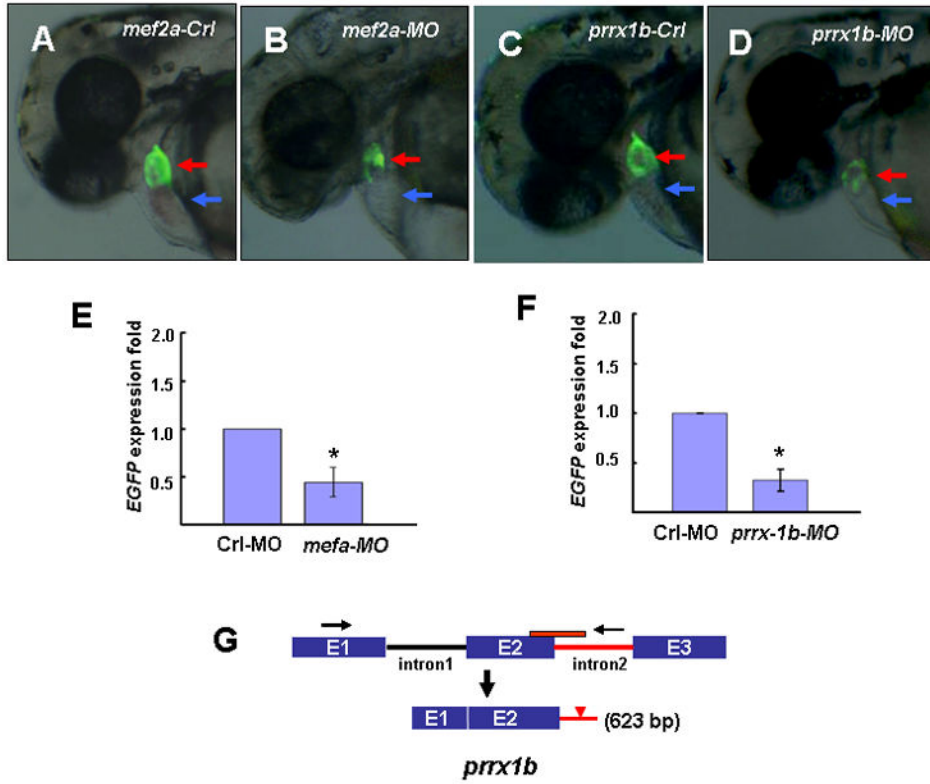 A mef2a-Crl
B mef2a-MO
C prrx1b-Crl
D prrx1b-MO
E
EGFP expression fold
2.0
1.5
1.0
0.5
*
Crl-MO mefa-MO
F
EGFP expression fold
2.0
1.5
1.0
0.5
*
Crl-MO prrx-1b-MO
G
E1 E2 E3
intron1 intron2
E1 E2 (623 bp)
prrx1b